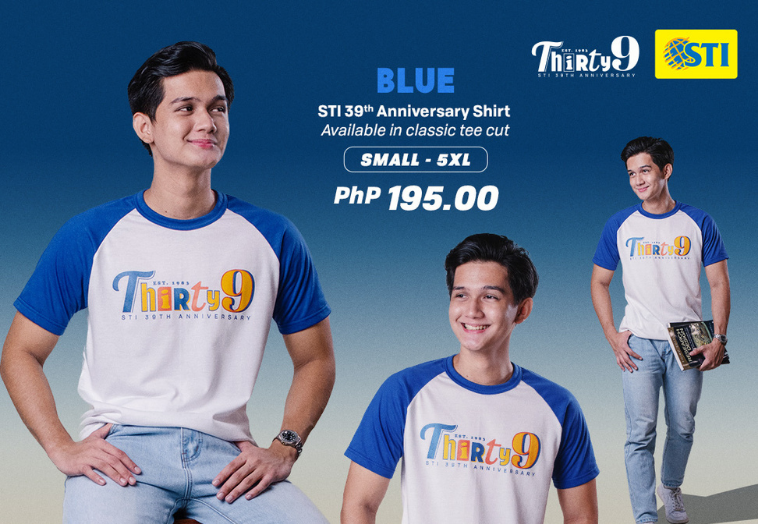 EST. 1983
Thirty9
STI 39TH ANNIVERSARY
STI
BLUE
STI 39th Anniversary Shirt
Available in classic tee cut
SMALL - 5XL
PhP 195.00
EST. 1983
Thirty9
STI 39TH ANNIVERSARY
EST. 1983
Thirty9
STI 39TH ANNIVERSARY
Thirty9
STI 39TH ANNIVERSARY